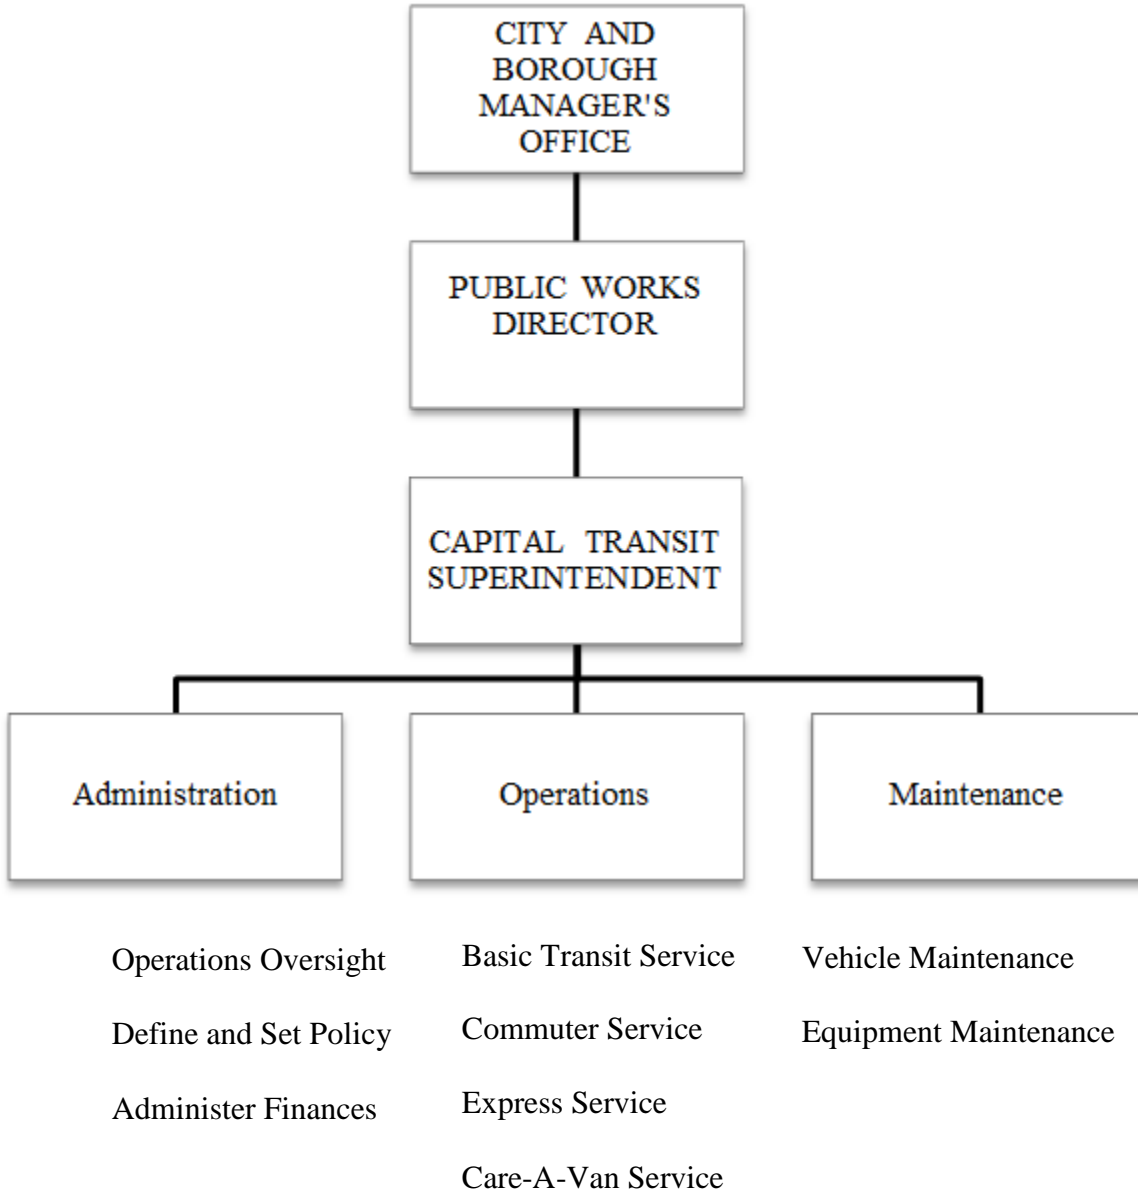 CITY AND
BOROUGH
MANAGER'S
OFFICE
PUBLIC WORKS
DIRECTOR
CAPITAL TRANSIT
SUPERINTENDENT
Administration
Operations
Maintenance
Operations Oversight
Define and Set Policy
Administer Finances
Basic Transit Service
Commuter Service
Express Service
Care-A-Van Service
Vehicle Maintenance
Equipment Maintenance